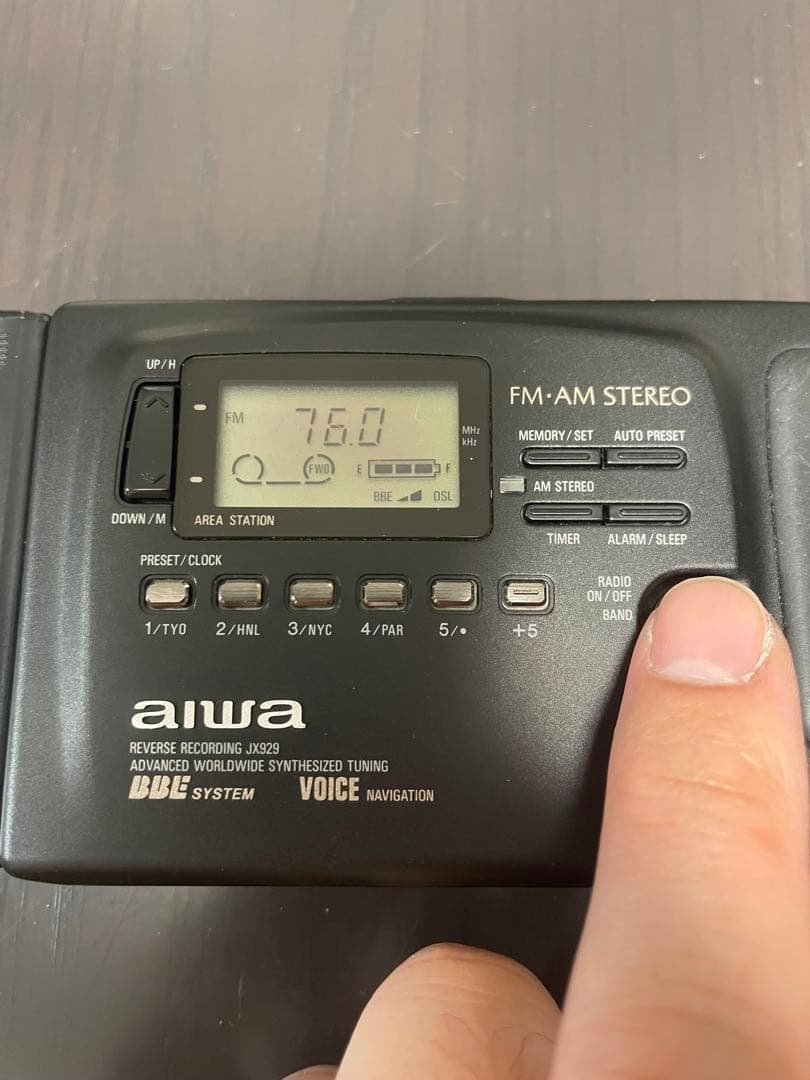 UP/H
FM 76.0 MHz
kHz
FWD E F
BBE DSL
DOWN/M
AREA STATION
FM·AM STEREO
MEMORY/SET AUTO PRESET
AM STEREO
TIMER ALARM/SLEEP
PRESET/CLOCK
RADIO
ON/OFF
BAND
1/TYO 2/HNL 3/NYC 4/PAR 5/• +5
aiwa
REVERSE RECORDING JX929
ADVANCED WORLDWIDE SYNTHESIZED TUNING
BBE SYSTEM VOICE NAVIGATION